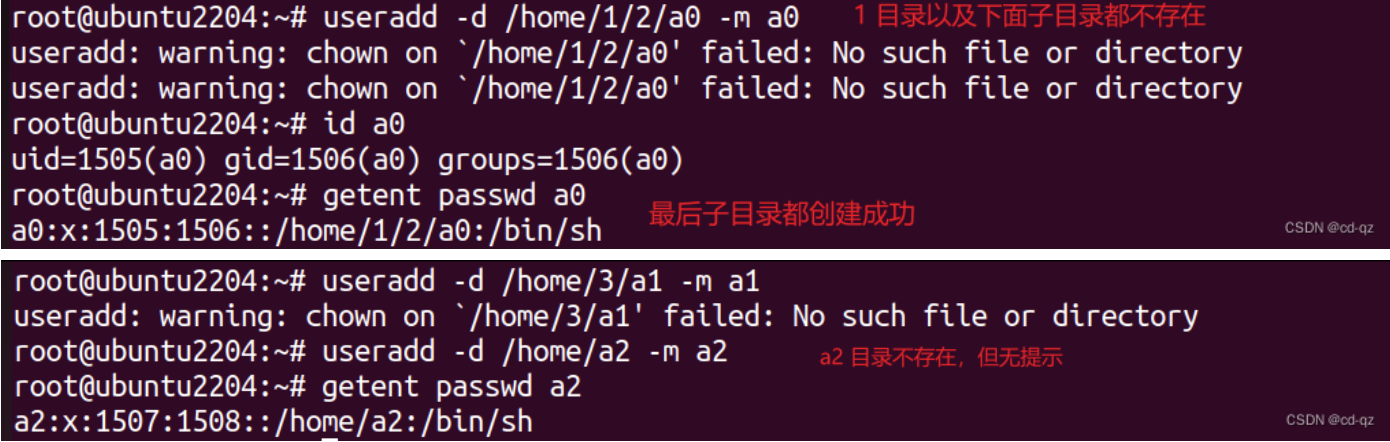 root@ubuntu2204:~# useradd -d /home/1/2/a0 -m a0 1 目录以及下面子目录都不存在
useradd: warning: chown on `/home/1/2/a0' failed: No such file or directory
useradd: warning: chown on `/home/1/2/a0' failed: No such file or directory
root@ubuntu2204:~# id a0
uid=1505(a0) gid=1506(a0) groups=1506(a0)
root@ubuntu2204:~# getent passwd a0
最后子目录都创建成功
a0:x:1505:1506::/home/1/2/a0:/bin/sh
CSDN @cd-qz
root@ubuntu2204:~# useradd -d /home/3/a1 -m a1
useradd: warning: chown on `/home/3/a1' failed: No such file or directory
root@ubuntu2204:~# useradd -d /home/a2 -m a2 a2 目录不存在，但无提示
root@ubuntu2204:~# getent passwd a2
a2:x:1507:1508::/home/a2:/bin/sh
CSDN @cd-qz